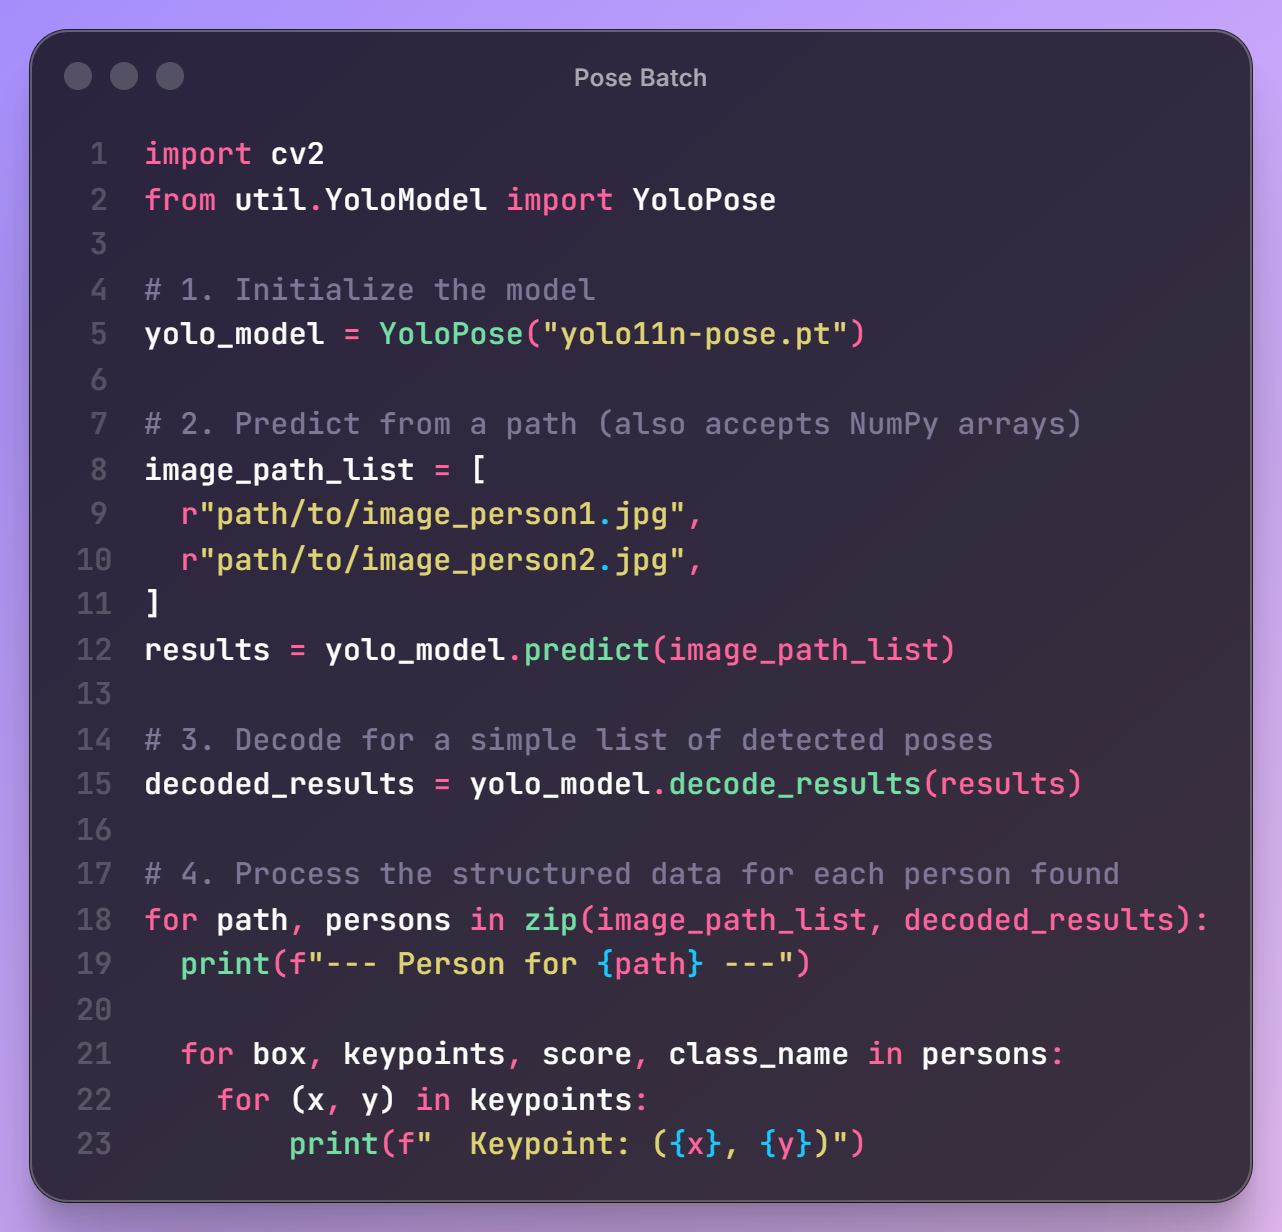 Pose Batch
1 import cv2
2 from util.YoloModel import YoloPose
3
4 # 1. Initialize the model
5 yolo_model = YoloPose("yolo11n-pose.pt")
6
7 # 2. Predict from a path (also accepts NumPy arrays)
8 image_path_list = [
9   r"path/to/image_person1.jpg",
10   r"path/to/image_person2.jpg",
11 ]
12 results = yolo_model.predict(image_path_list)
13
14 # 3. Decode for a simple list of detected poses
15 decoded_results = yolo_model.decode_results(results)
16
17 # 4. Process the structured data for each person found
18 for path, persons in zip(image_path_list, decoded_results):
19   print(f"--- Person for {path} ---")
20
21   for box, keypoints, score, class_name in persons:
22     for (x, y) in keypoints:
23         print(f"  Keypoint: ({x}, {y})")